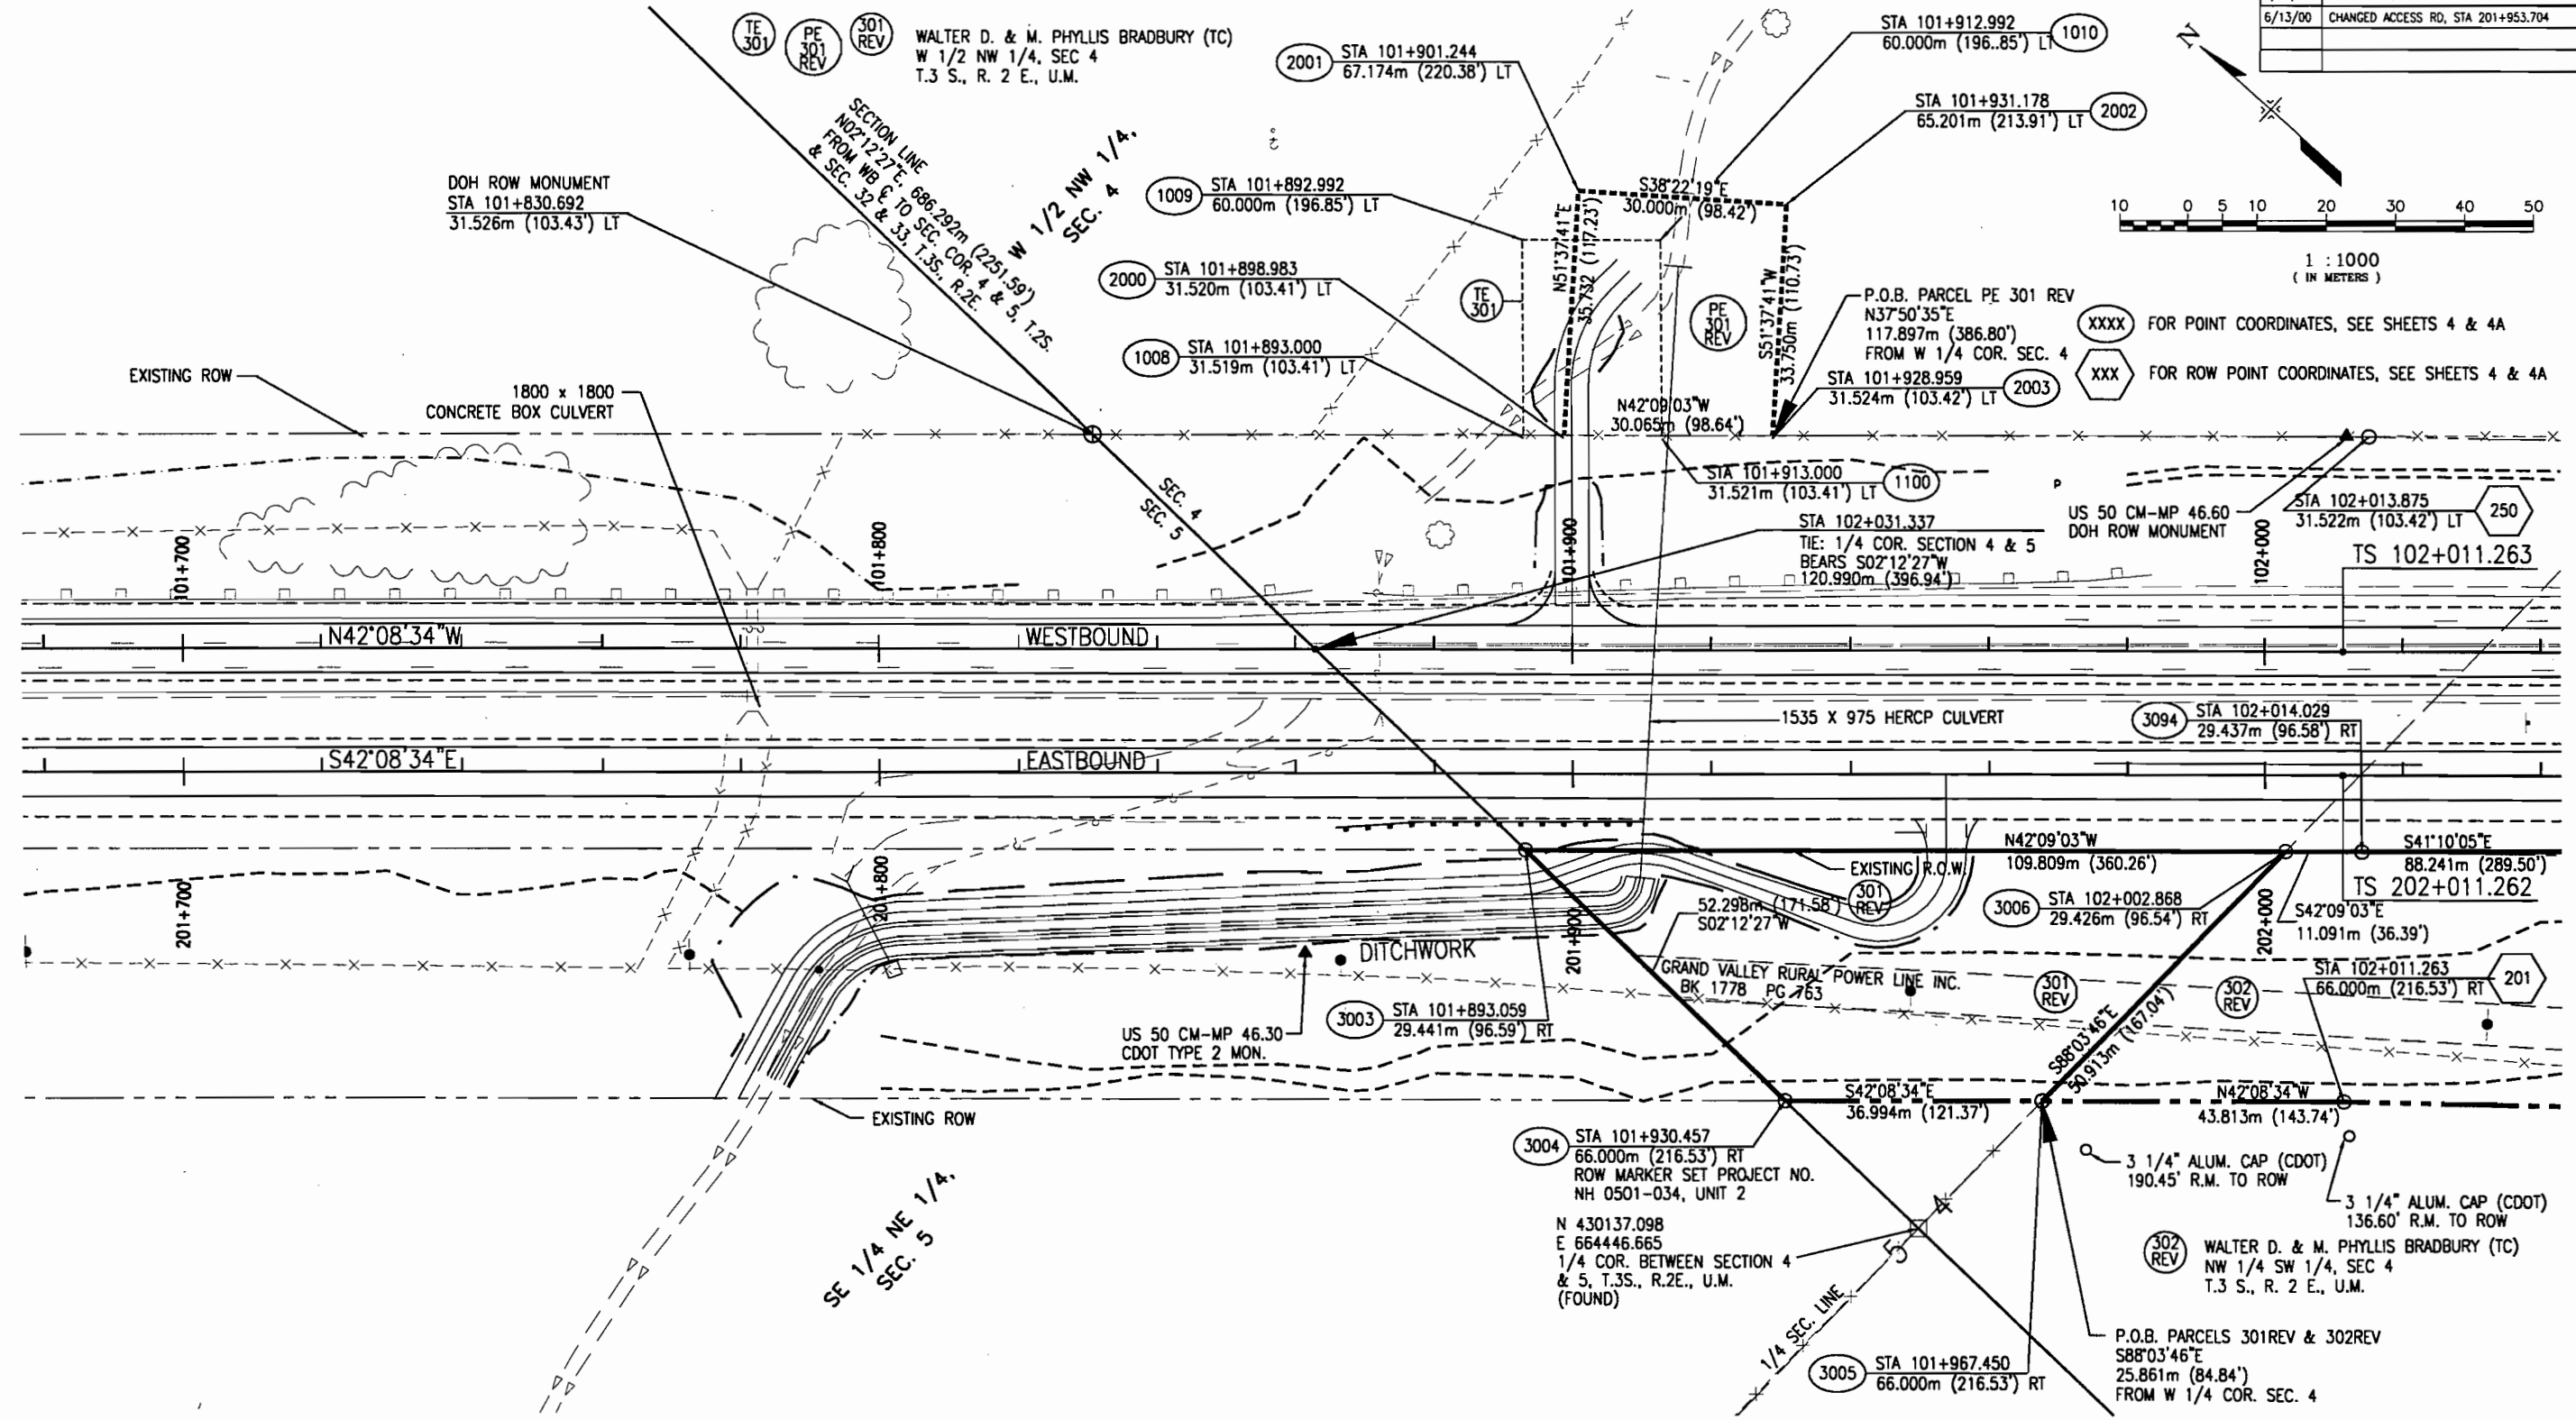 6/13/00 CHANGED ACCESS RD, STA 201+953.704
TE
301
PE
301
REV
301
REV
WALTER D. & M. PHYLLIS BRADBURY (TC)
W 1/2 NW 1/4, SEC 4
T.3 S., R. 2 E., U.M.
2001
STA 101+901.244
67.174m (220.38') LT
STA 101+912.992
60.000m (196..85') LT
1010
STA 101+931.178
65.201m (213.91') LT
2002
N
10 0 5 10 20 30 40 50
1 : 1000
( IN METERS )
SECTION LINE
N02°12'27"E, 686.292m (2251.59')
FROM WB ℄ TO SEC. COR. 4 & 5, T.2S.
& SEC. 32 & 33, T.3S., R.2E.
W 1/2 NW 1/4.
SEC. 4
DOH ROW MONUMENT
STA 101+830.692
31.526m (103.43') LT
1009
STA 101+892.992
60.000m (196.85') LT
2000
STA 101+898.983
31.520m (103.41') LT
1008
STA 101+893.000
31.519m (103.41') LT
S38°22'19"E
30.000m (98.42')
N51°37'41"E
35.732 (117.23')
S51°37'41"W
33.750m (110.73')
TE
301
PE
301
REV
N42°09'03"W
30.065m (98.64')
P.O.B. PARCEL PE 301 REV
N37°50'35"E
117.897m (386.80')
FROM W 1/4 COR. SEC. 4
STA 101+928.959
31.524m (103.42') LT
2003
XXXX
FOR POINT COORDINATES, SEE SHEETS 4 & 4A
XXX
FOR ROW POINT COORDINATES, SEE SHEETS 4 & 4A
EXISTING ROW
1800 x 1800
CONCRETE BOX CULVERT
SEC. 4
SEC. 5
STA 101+913.000
31.521m (103.41') LT
1100
P
STA 102+031.337
TIE: 1/4 COR. SECTION 4 & 5
BEARS S02°12'27"W
120.990m (396.94')
US 50 CM-MP 46.60
DOH ROW MONUMENT
STA 102+013.875
31.522m (103.42') LT
250
TS 102+011.263
101+700
101+800
101+900
102+000
N42°08'34"W
WESTBOUND
S42°08'34"E
EASTBOUND
1535 X 975 HERCP CULVERT
3094
STA 102+014.029
29.437m (96.58') RT
201+700
201+800
201+900
202+000
N42°09'03"W
109.809m (360.26')
EXISTING R.O.W.
301
REV
S41°10'05"E
88.241m (289.50')
TS 202+011.262
52.298m (171.58')
S02°12'27"W
3006
STA 102+002.868
29.426m (96.54') RT
S42°09'03"E
11.091m (36.39')
DITCHWORK
GRAND VALLEY RURAL POWER LINE INC.
BK 1778 PG 763
301
REV
302
REV
STA 102+011.263
66.000m (216.53') RT
201
US 50 CM-MP 46.30
CDOT TYPE 2 MON.
3003
STA 101+893.059
29.441m (96.59') RT
S88°03'46"E
50.913m (167.04')
EXISTING ROW
S42°08'34"E
36.994m (121.37')
N42°08'34"W
43.813m (143.74')
3004
STA 101+930.457
66.000m (216.53') RT
ROW MARKER SET PROJECT NO.
NH 0501-034, UNIT 2
N 430137.098
E 664446.665
1/4 COR. BETWEEN SECTION 4
& 5, T.3S., R.2E., U.M.
(FOUND)
3 1/4" ALUM. CAP (CDOT)
190.45' R.M. TO ROW
3 1/4" ALUM. CAP (CDOT)
136.60' R.M. TO ROW
302
REV
WALTER D. & M. PHYLLIS BRADBURY (TC)
NW 1/4 SW 1/4, SEC 4
T.3 S., R. 2 E., U.M.
SE 1/4 NE 1/4.
SEC. 5
4
5
1/4 SEC. LINE
3005
STA 101+967.450
66.000m (216.53') RT
P.O.B. PARCELS 301REV & 302REV
S88°03'46"E
25.861m (84.84')
FROM W 1/4 COR. SEC. 4